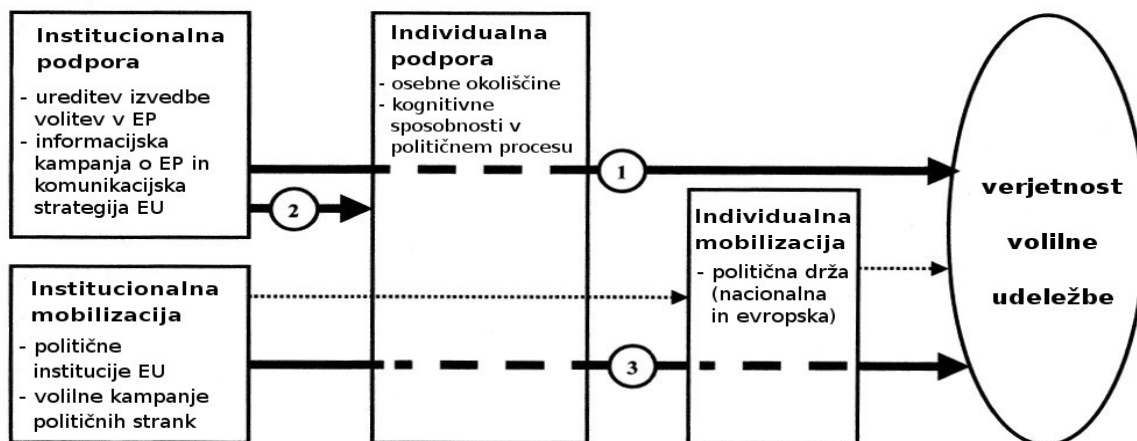 Institucionalna
podpora
- ureditev izvedbe
volitev v EP
- informacijska
kampanja o EP in
komunikacijska
strategija EU
2
Institucionalna
mobilizacija
- politične
institucije EU
- volilne kampanje
političnih strank
Individualna
podpora
- osebne okoliščine
- kognitivne
sposobnosti v
političnem procesu
1
3
Individualna
mobilizacija
- politična drža
(nacionalna
in evropska)
verjetnost
volilne
udeležbe